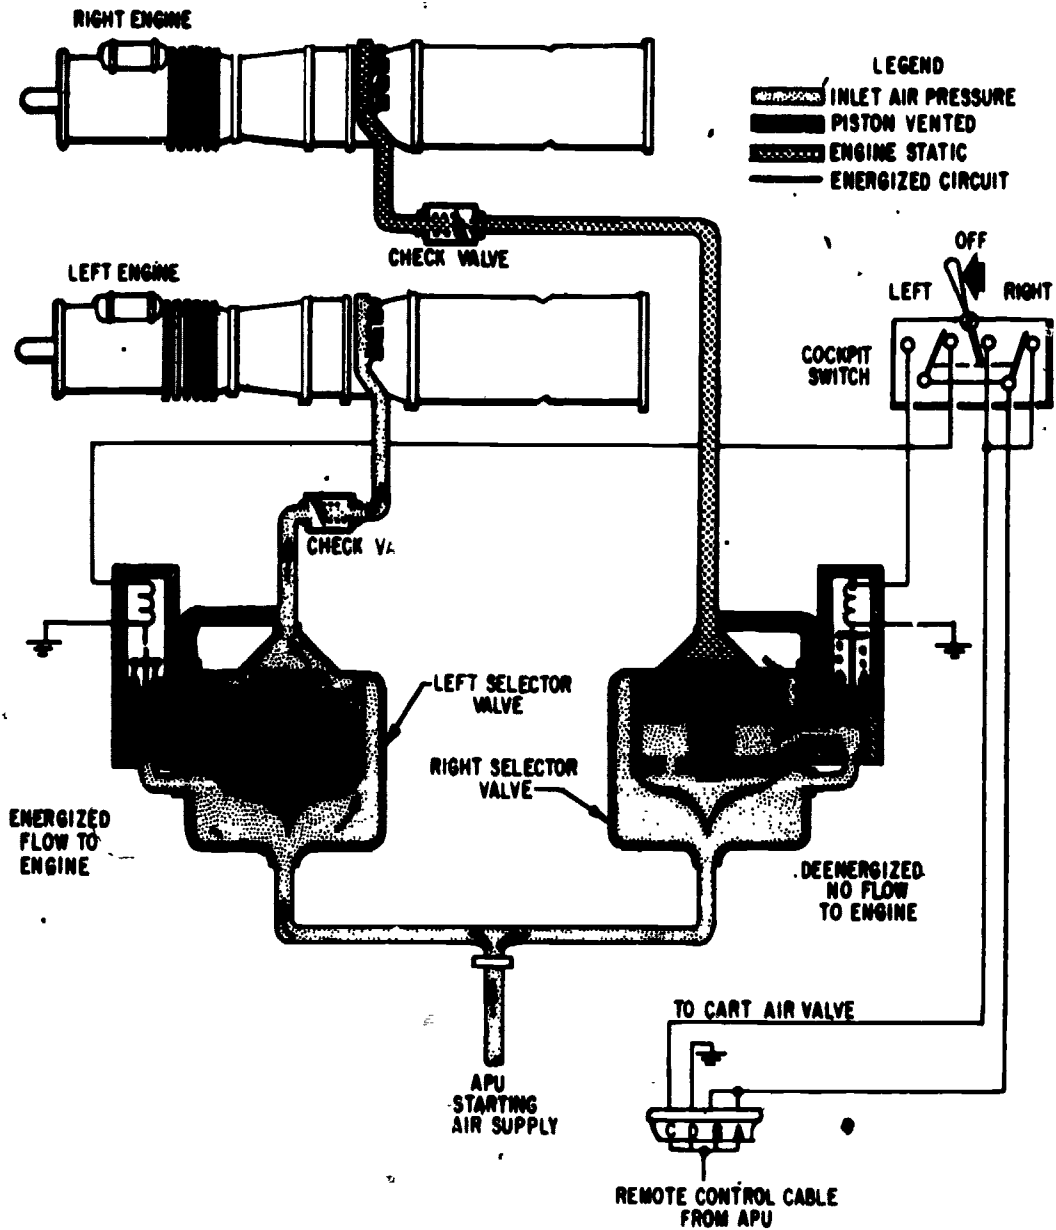 RIGHT ENGINE
LEGEND
INLET AIR PRESSURE
PISTON VENTED
ENGINE STATIC
ENERGIZED CIRCUIT
CHECK VALVE
OFF
LEFT
RIGHT
LEFT ENGINE
COCKPIT
SWITCH
CHECK VA
LEFT SELECTOR
VALVE
RIGHT SELECTOR
VALVE
ENERGIZED
FLOW TO
ENGINE
DEENERGIZED
NO FLOW
TO ENGINE
TO CART AIR VALVE
APU
STARTING
AIR SUPPLY
C D B A
REMOTE CONTROL CABLE
FROM APU